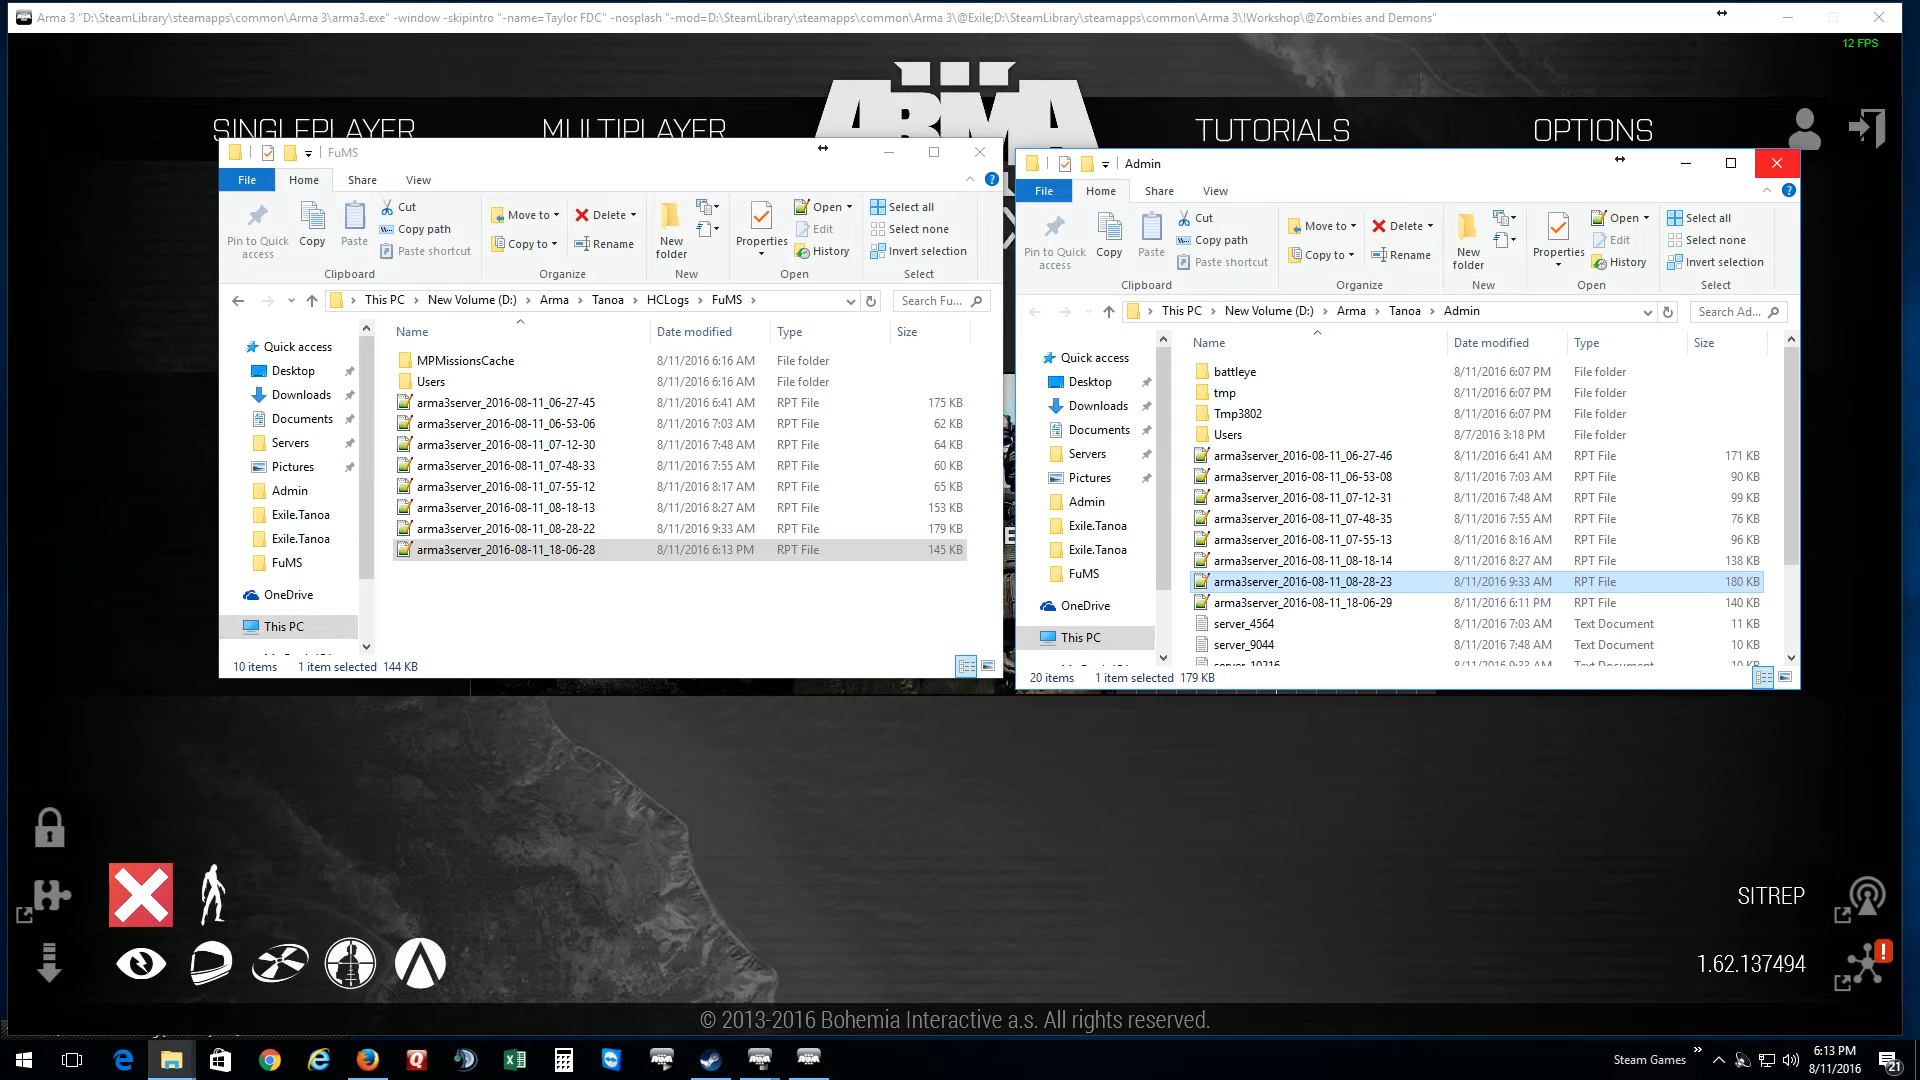 Arma 3 "D:\SteamLibrary\steamapps\common\Arma 3\arma3.exe" -window -skipintro "-name=Taylor FDC" -nosplash "-mod=D:\SteamLibrary\steamapps\common\Arma 3\@Exile;D:\SteamLibrary\steamapps\common\Arma 3\!Workshop\@Zombies and Demons"
12 FPS
SINGLEPLAYER
MULTIPLAYER
ARMA
TUTORIALS
OPTIONS
FuMS
File
Home
Share
View
Pin to Quick access
Copy
Paste
Cut
Copy path
Paste shortcut
Clipboard
Move to
Copy to
Delete
Rename
Organize
New folder
New
Properties
Open
Edit
History
Open
Select all
Select none
Invert selection
Select
This PC > New Volume (D:) > Arma > Tanoa > HCLogs > FuMS >
Search Fu...
Quick access
Desktop
Downloads
Documents
Servers
Pictures
Admin
Exile.Tanoa
Exile.Tanoa
FuMS
OneDrive
This PC
Name Date modified Type Size
MPMissionsCache 8/11/2016 6:16 AM File folder
Users 8/11/2016 6:16 AM File folder
arma3server_2016-08-11_06-27-45 8/11/2016 6:41 AM RPT File 175 KB
arma3server_2016-08-11_06-53-06 8/11/2016 7:03 AM RPT File 62 KB
arma3server_2016-08-11_07-12-30 8/11/2016 7:48 AM RPT File 64 KB
arma3server_2016-08-11_07-48-33 8/11/2016 7:55 AM RPT File 60 KB
arma3server_2016-08-11_07-55-12 8/11/2016 8:17 AM RPT File 65 KB
arma3server_2016-08-11_08-18-13 8/11/2016 8:27 AM RPT File 153 KB
arma3server_2016-08-11_08-28-22 8/11/2016 9:33 AM RPT File 179 KB
arma3server_2016-08-11_18-06-28 8/11/2016 6:13 PM RPT File 145 KB
10 items 1 item selected 144 KB
Admin
File
Home
Share
View
Pin to Quick access
Copy
Paste
Cut
Copy path
Paste shortcut
Clipboard
Move to
Copy to
Delete
Rename
Organize
New folder
New
Properties
Open
Edit
History
Open
Select all
Select none
Invert selection
Select
This PC > New Volume (D:) > Arma > Tanoa > Admin
Search Ad...
Quick access
Desktop
Downloads
Documents
Servers
Pictures
Admin
Exile.Tanoa
Exile.Tanoa
FuMS
OneDrive
This PC
Name Date modified Type Size
battleye 8/11/2016 6:07 PM File folder
tmp 8/11/2016 6:07 PM File folder
Tmp3802 8/11/2016 6:07 PM File folder
Users 8/7/2016 3:18 PM File folder
arma3server_2016-08-11_06-27-46 8/11/2016 6:41 AM RPT File 171 KB
arma3server_2016-08-11_06-53-08 8/11/2016 7:03 AM RPT File 90 KB
arma3server_2016-08-11_07-12-31 8/11/2016 7:48 AM RPT File 99 KB
arma3server_2016-08-11_07-48-35 8/11/2016 7:55 AM RPT File 76 KB
arma3server_2016-08-11_07-55-13 8/11/2016 8:16 AM RPT File 96 KB
arma3server_2016-08-11_08-18-14 8/11/2016 8:27 AM RPT File 138 KB
arma3server_2016-08-11_08-28-23 8/11/2016 9:33 AM RPT File 180 KB
arma3server_2016-08-11_18-06-29 8/11/2016 6:11 PM RPT File 140 KB
server_4564 8/11/2016 7:03 AM Text Document 11 KB
server_9044 8/11/2016 7:48 AM Text Document 10 KB
server_10216 8/11/2016 9:33 AM Text Document 10 KB
20 items 1 item selected 179 KB
SITREP
1.62.137494
© 2013-2016 Bohemia Interactive a.s. All rights reserved.
Steam Games
6:13 PM
8/11/2016
21